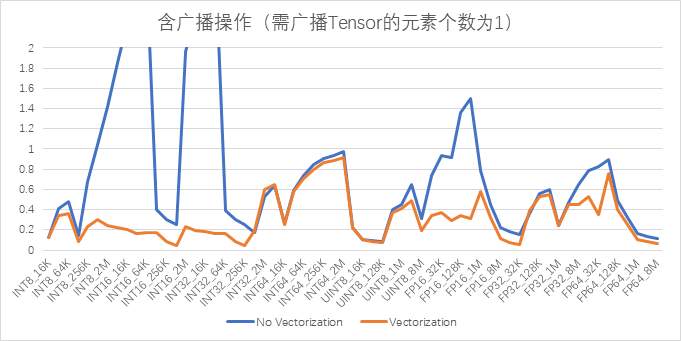 含广播操作（需广播Tensor的元素个数为1）
2
1.8
1.6
1.4
1.2
1
0.8
0.6
0.4
0.2
0
INT8_16K
INT8_64K
INT8_256K
INT8_2M
INT16_16K
INT16_64K
INT16_256K
INT16_2M
INT32_16K
INT32_64K
INT32_256K
INT32_2M
INT64_16K
INT64_64K
INT64_256K
INT64_2M
UINT8_16K
UINT8_128K
UINT8_1M
UINT8_8M
FP16_32K
FP16_128K
FP16_1M
FP16_8M
FP32_32K
FP32_128K
FP32_1M
FP32_8M
FP64_32K
FP64_128K
FP64_1M
FP64_8M
No Vectorization
Vectorization